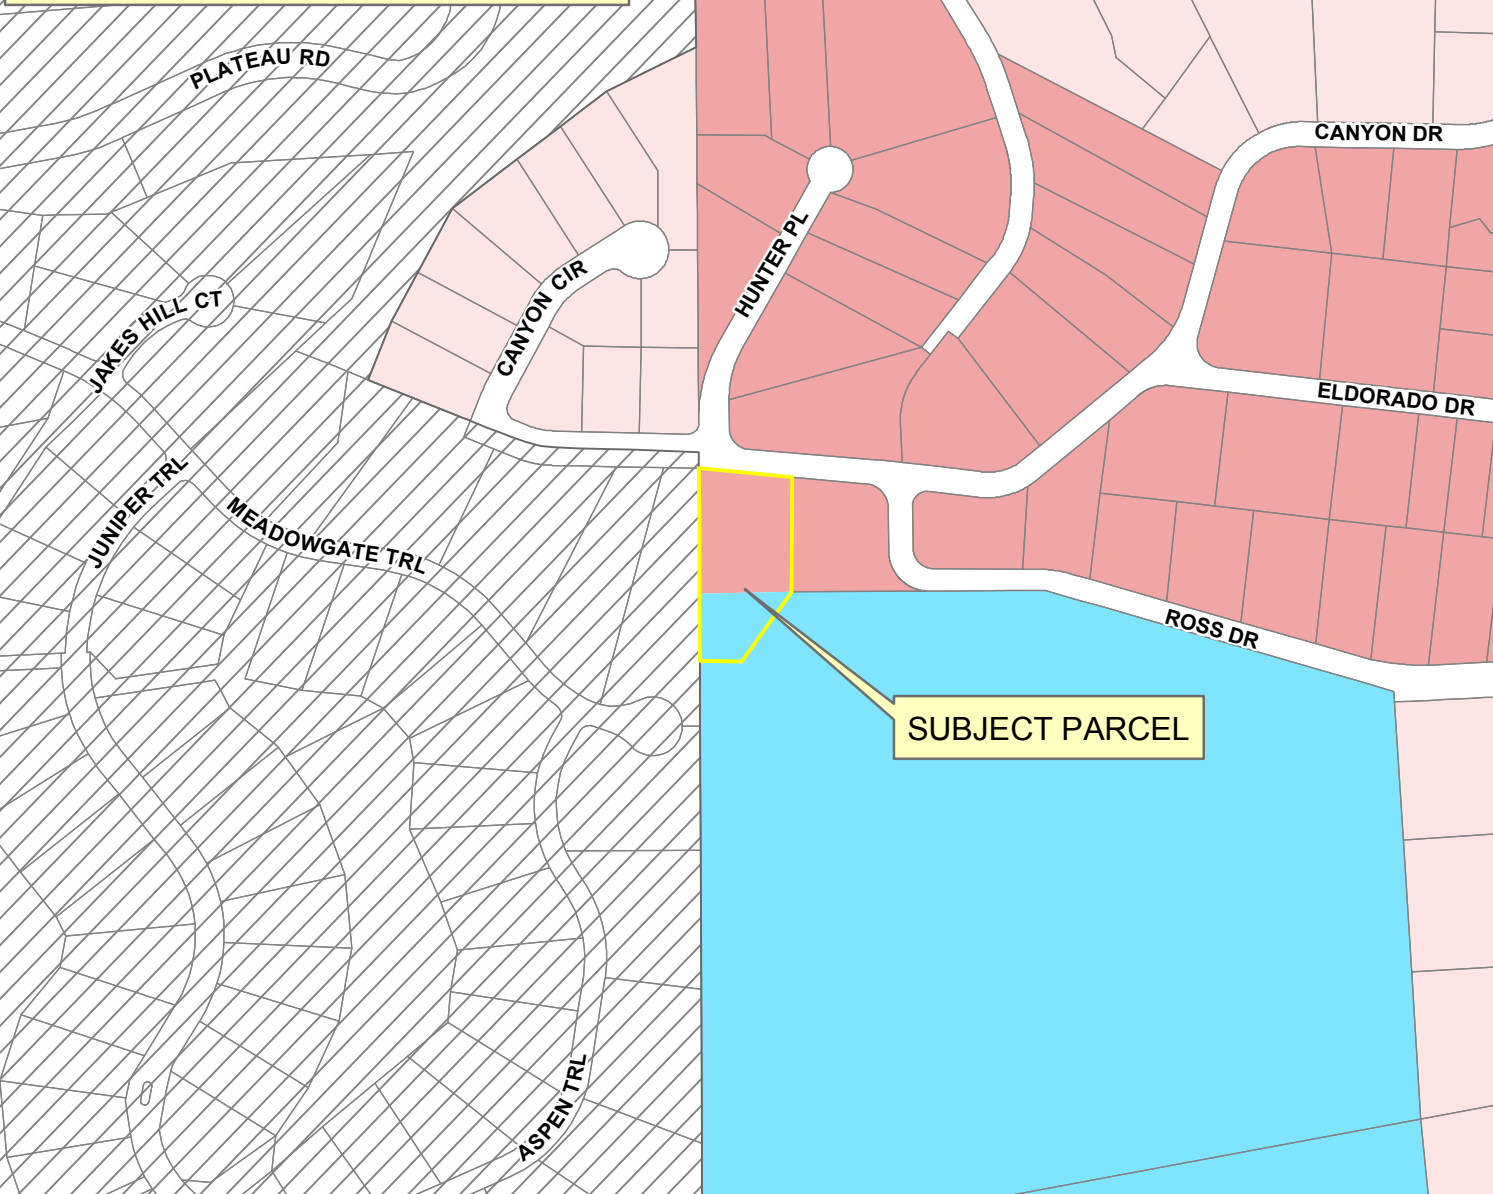 PLATEAU RD
CANYON DR
HUNTER PL
CANYON CIR
JAKES HILL CT
ELDORADO DR
JUNIPER TRL
MEADOWGATE TRL
ROSS DR
SUBJECT PARCEL
ASPEN TRL